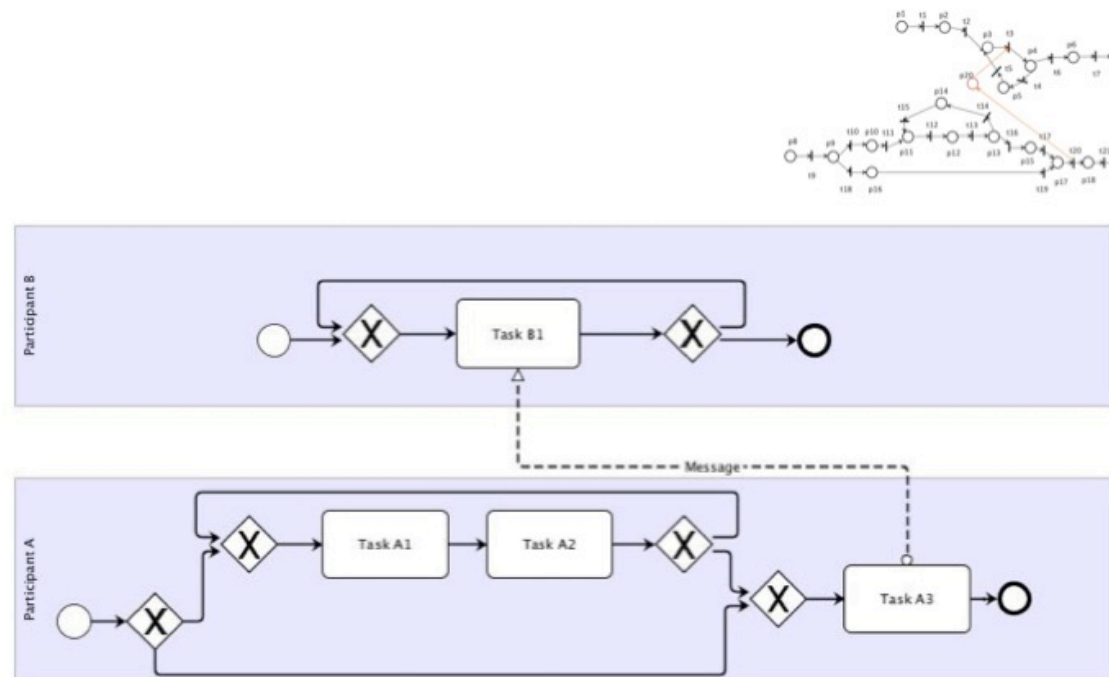 p1 t1 p2 t2
p3 t3
p4 p6
t5 t6 t7
p20 t4
p5
p14
t15 t14
p8 t10 p10 t11 t12 t13 t16 t17
p9 p11 p12 p13 p15 t20 t21
t9 p17 p18
t18 p16 t19
Participant B
X Task B1 X
Message
Participant A
X Task A1 Task A2 X
X X Task A3